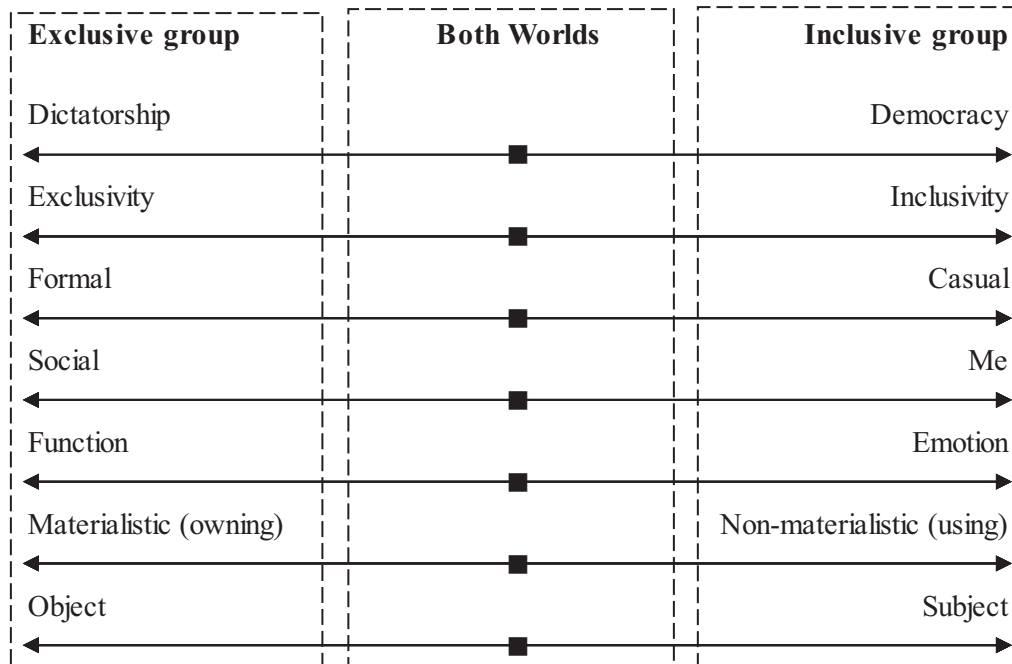 Exclusive group Both Worlds Inclusive group
Dictatorship Democracy
Exclusivity Inclusivity
Formal Casual
Social Me
Function Emotion
Materialistic (owning) Non-materialistic (using)
Object Subject